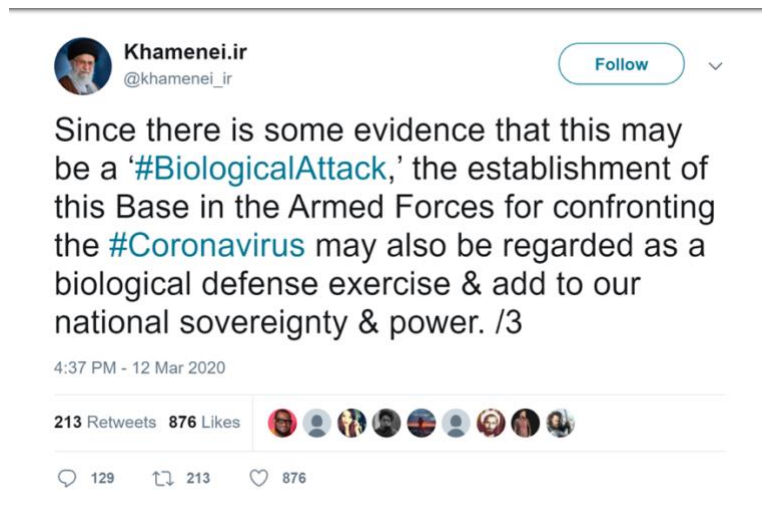 Khamenei.ir
@khamenei_ir
Follow
Since there is some evidence that this may
be a ‘#BiologicalAttack,’ the establishment of
this Base in the Armed Forces for confronting
the #Coronavirus may also be regarded as a
biological defense exercise & add to our
national sovereignty & power. /3
4:37 PM - 12 Mar 2020
213 Retweets 876 Likes
129 213 876